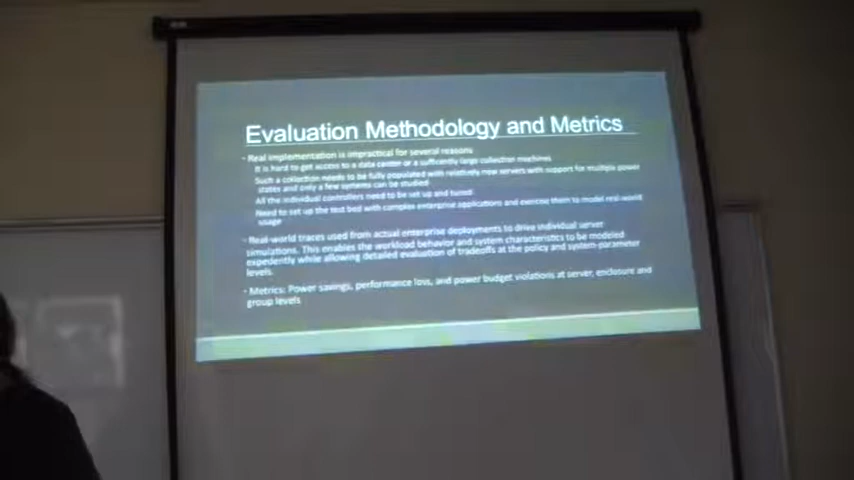 Evaluation Methodology and Metrics
• Real implementation is impractical for several reasons
It is hard to get access to a data center or a sufficiently large collection machines
Such a collection needs to be fully populated with relatively new servers with support for multiple power
states and only a few systems can be studied
All the individual controllers need to be set up and tuned
Need to set up the test bed with complex enterprise applications and exercise them to model real-world
usage
• Real-world traces used from actual enterprise deployments to drive individual server
simulations. This enables the workload behavior and system characteristics to be modeled
expediently while allowing detailed evaluation of tradeoffs at the policy and system-parameter
levels.
• Metrics: Power savings, performance loss, and power budget violations at server, enclosure and
group levels